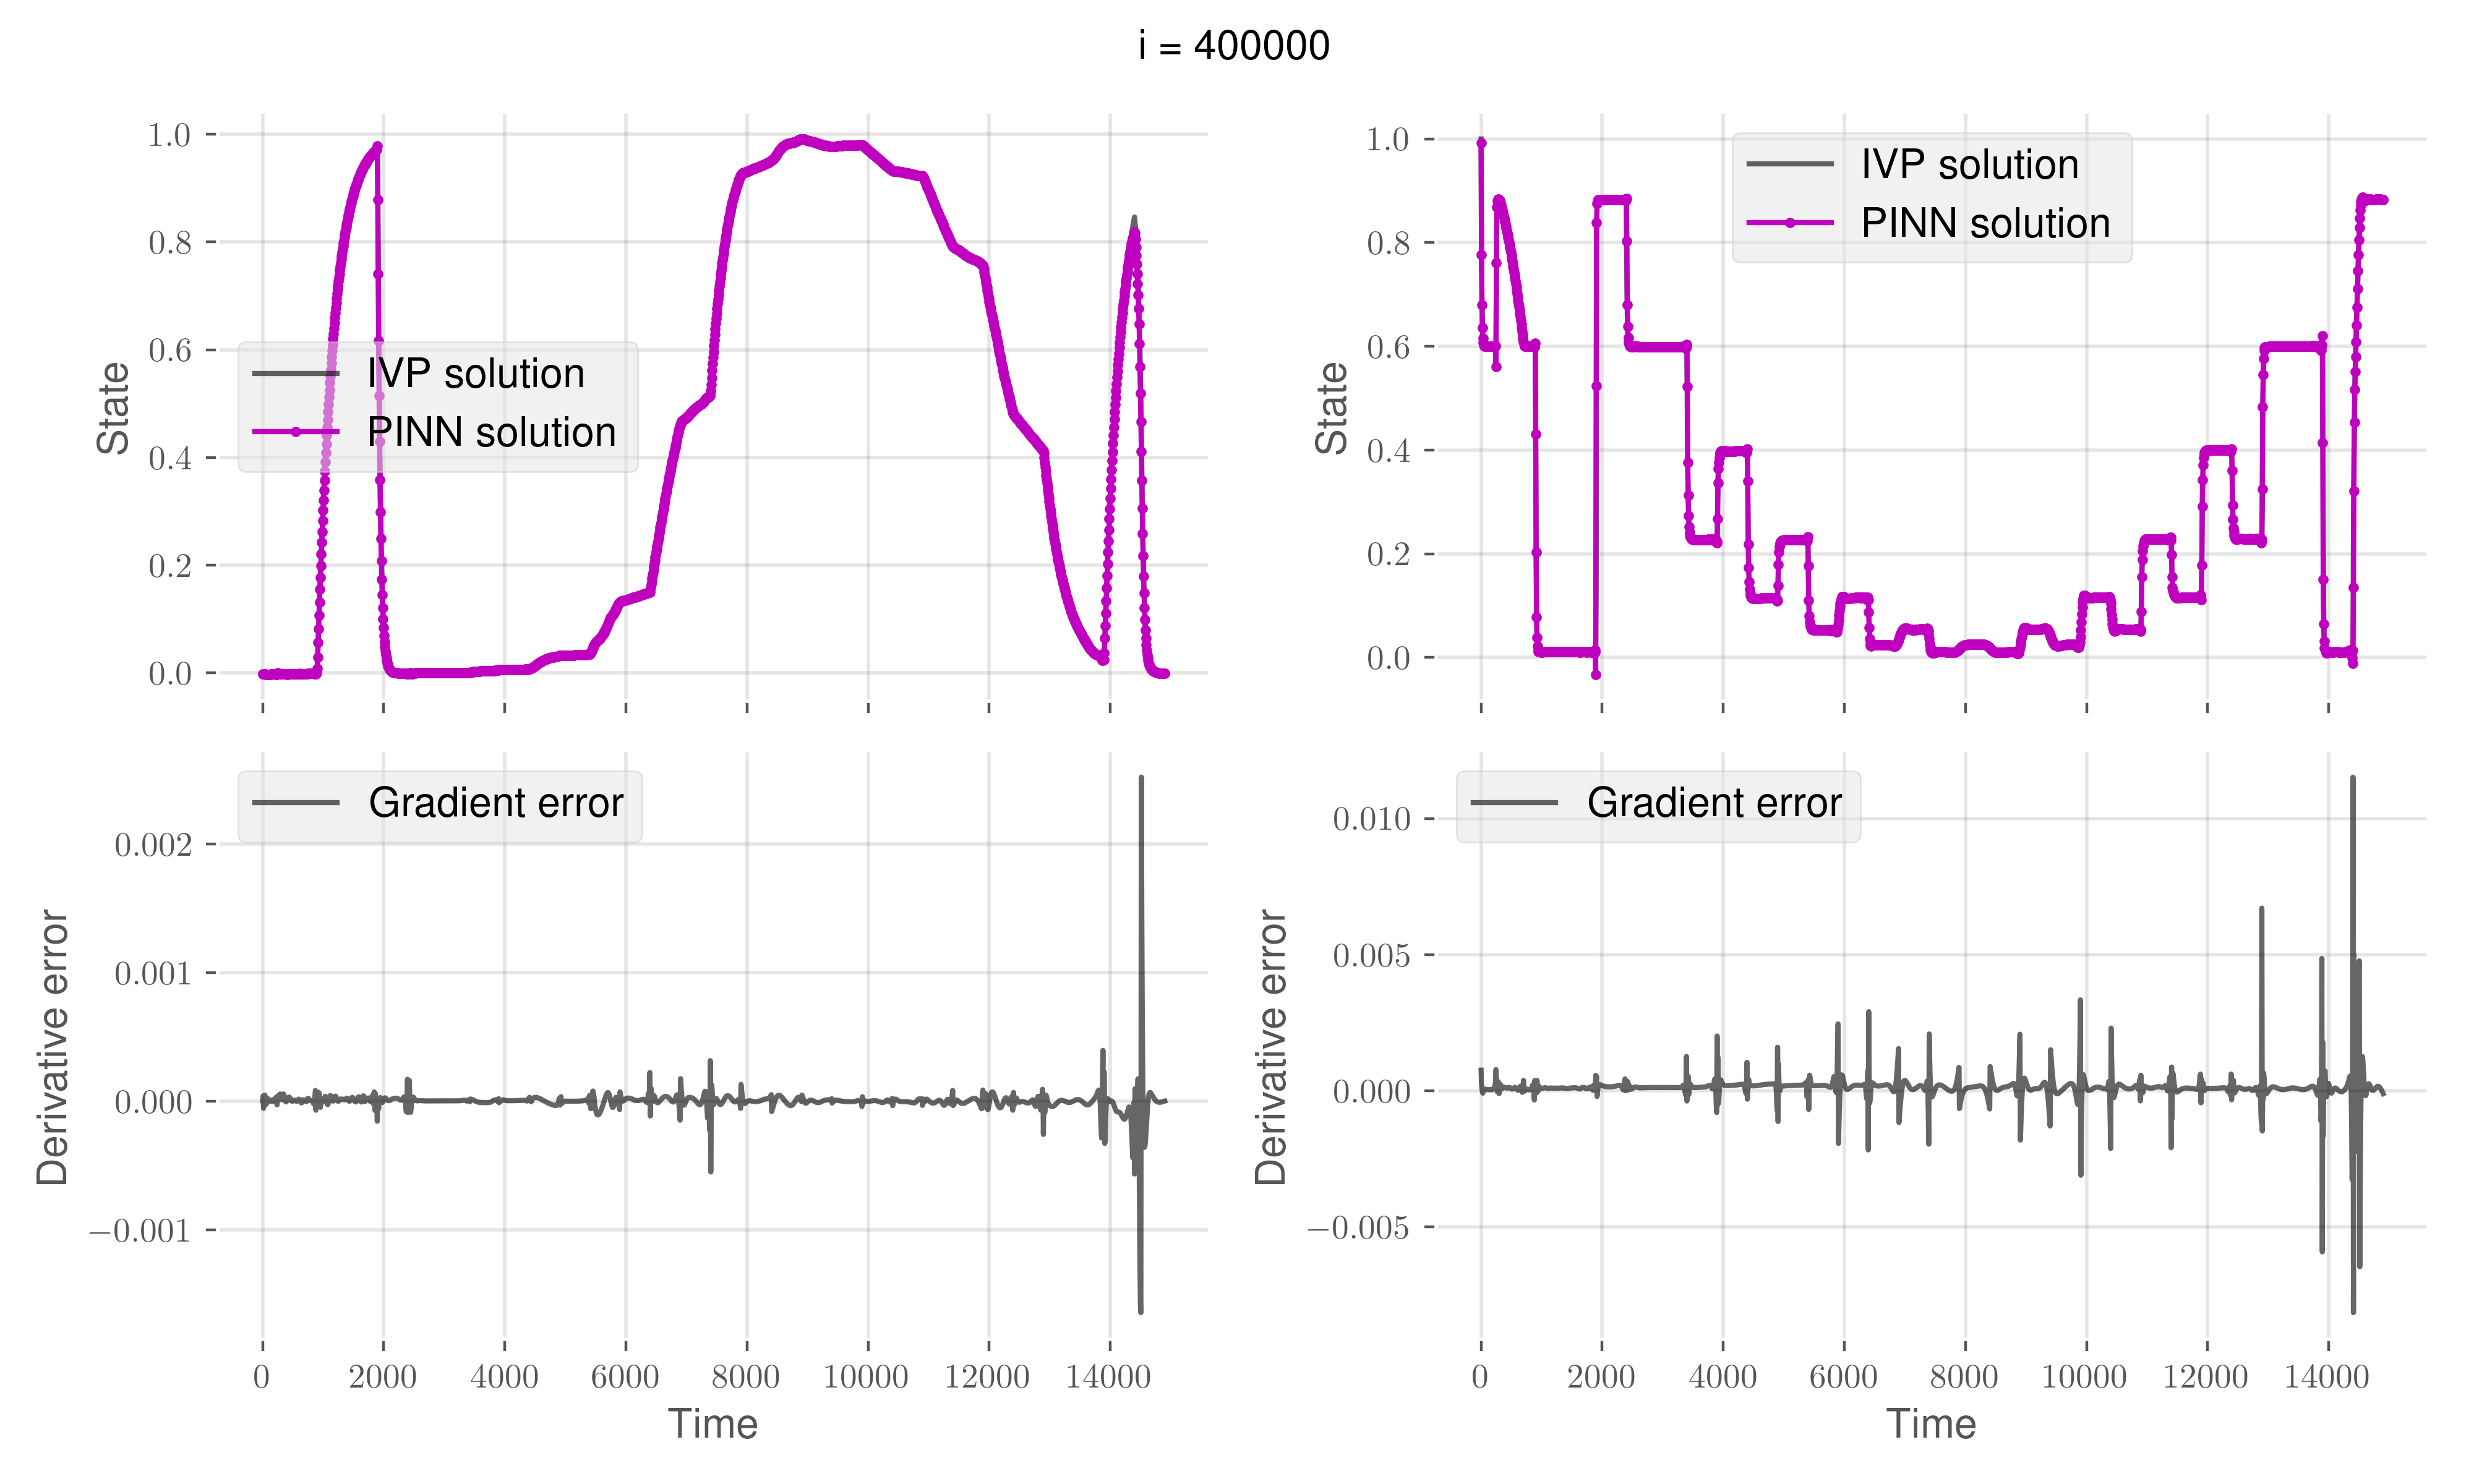 i = 400000
State
1.0
0.8
0.6
0.4
0.2
0.0
IVP solution
PINN solution
State
1.0
0.8
0.6
0.4
0.2
0.0
IVP solution
PINN solution
Derivative error
0.002
0.001
0.000
−0.001
Gradient error
0
2000
4000
6000
8000
10000
12000
14000
Time
Derivative error
0.010
0.005
0.000
−0.005
Gradient error
0
2000
4000
6000
8000
10000
12000
14000
Time